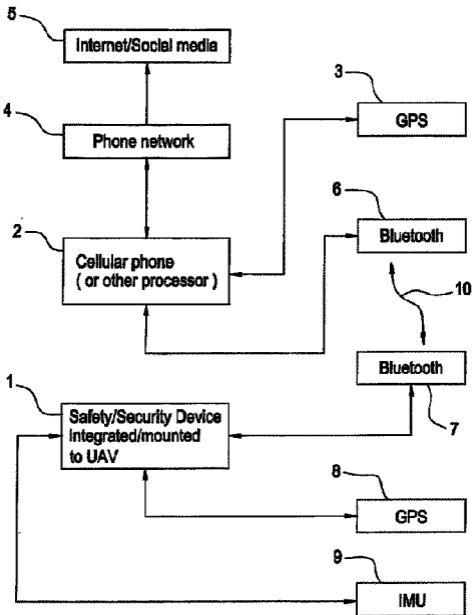 5
Internet/Social media
3
GPS
4
Phone network
6
Bluetooth
2
Cellular phone
( or other processor )
10
Bluetooth
7
1
Safety/Security Device
Integrated/mounted
to UAV
8
GPS
9
IMU